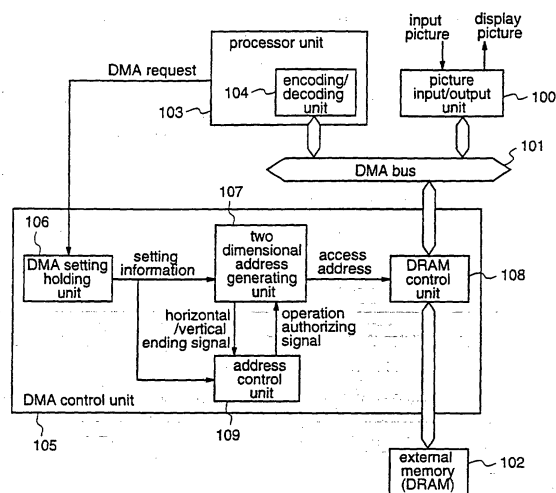 input
picture
display
picture
processor unit
DMA request
104
encoding/
decoding
unit
103
picture
input/output
unit
100
101
DMA bus
107
106
DMA setting
holding
unit
setting
information
two
dimensional
address
generating
unit
access
address
DRAM
control
unit
108
horizontal
/vertical
ending signal
operation
authorizing
signal
address
control
unit
DMA control unit
105
109
external
memory
(DRAM)
102